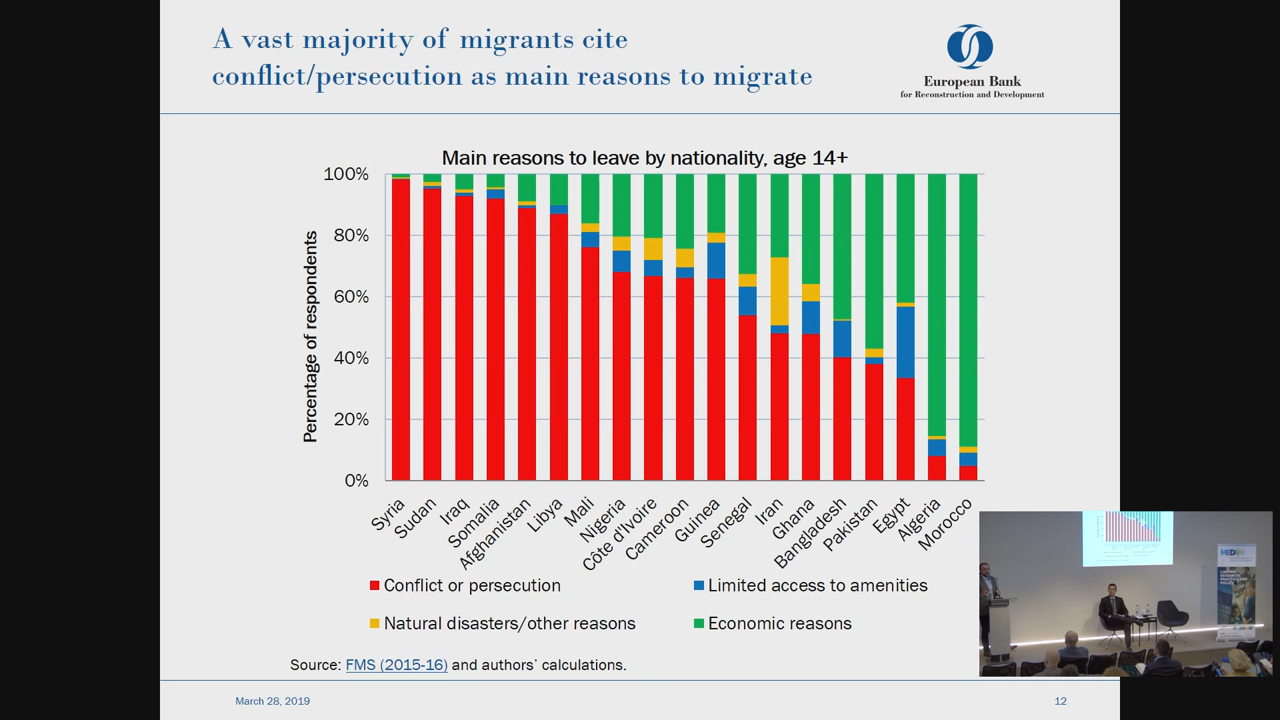 A vast majority of migrants cite
conflict/persecution as main reasons to migrate
European Bank
for Reconstruction and Development
Main reasons to leave by nationality, age 14+
Percentage of respondents
100%
80%
60%
40%
20%
0%
Syria
Sudan
Iraq
Somalia
Afghanistan
Libya
Mali
Nigeria
Côte d'Ivoire
Cameroon
Guinea
Senegal
Iran
Ghana
Bangladesh
Pakistan
Egypt
Algeria
Morocco
Conflict or persecution
Limited access to amenities
Natural disasters/other reasons
Economic reasons
Source: FMS (2015-16) and authors’ calculations.
March 28, 2019
12
MEDAM